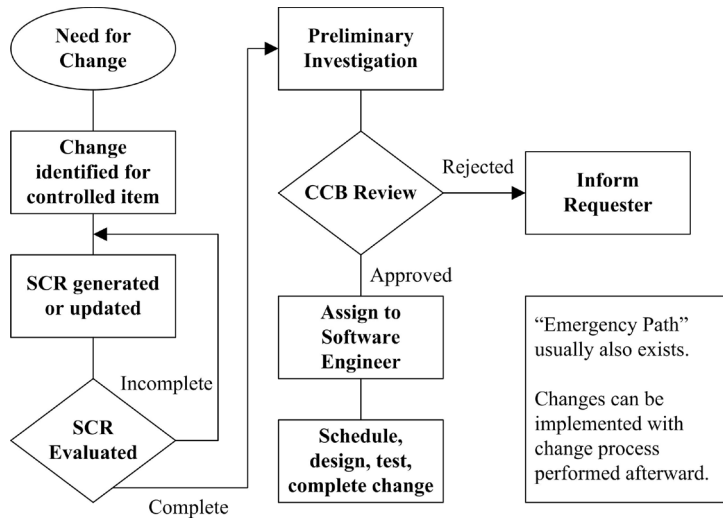 Need for
Change
Change
identified for
controlled item
SCR generated
or updated
Incomplete
SCR
Evaluated
Complete
Preliminary
Investigation
CCB Review
Rejected
Inform
Requester
Approved
Assign to
Software
Engineer
Schedule,
design, test,
complete change
“Emergency Path”
usually also exists.
Changes can be
implemented with
change process
performed afterward.